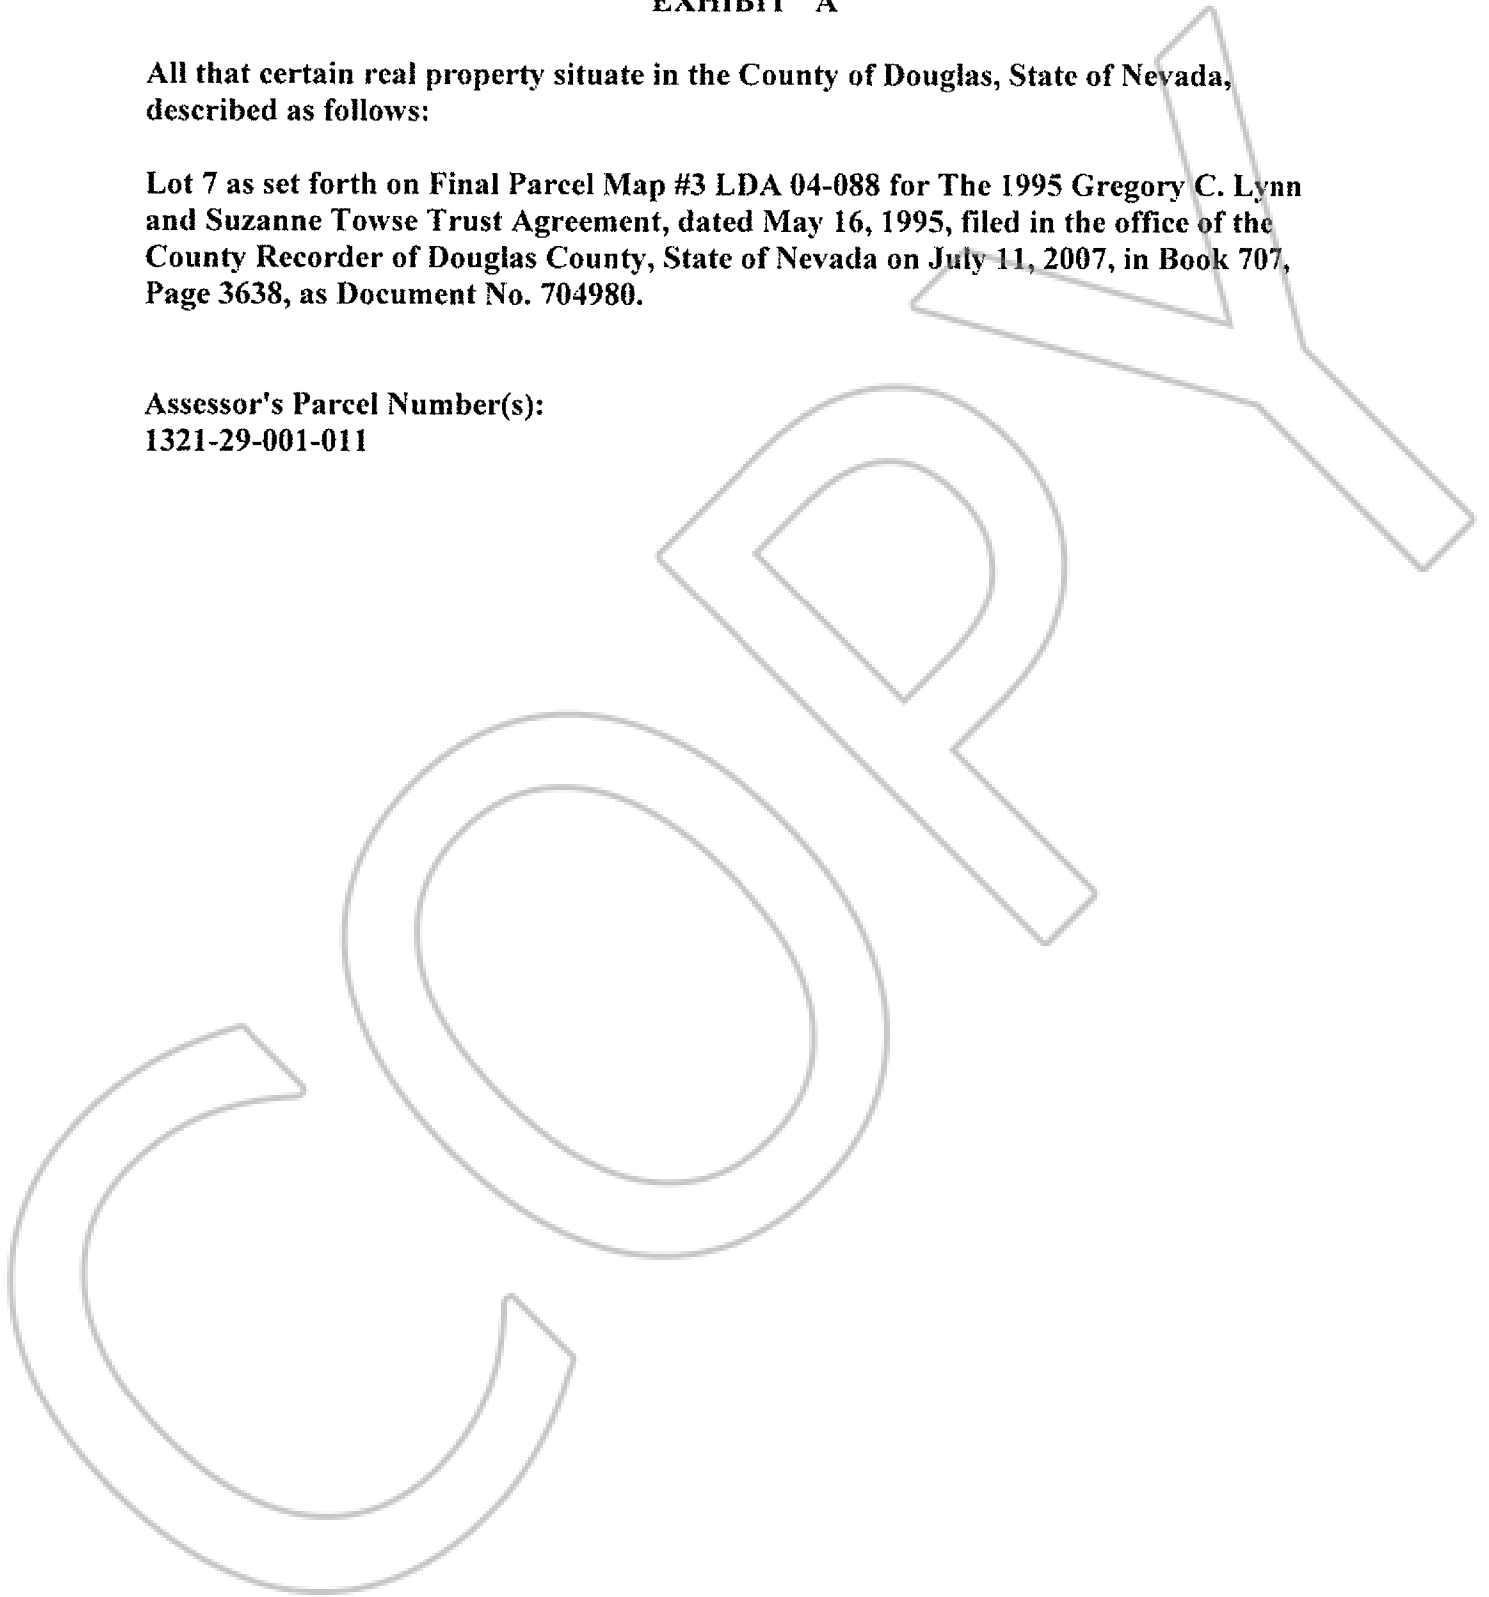 EXHIBIT A
All that certain real property situate in the County of Douglas, State of Nevada,
described as follows:
Lot 7 as set forth on Final Parcel Map #3 LDA 04-088 for The 1995 Gregory C. Lynn
and Suzanne Towse Trust Agreement, dated May 16, 1995, filed in the office of the
County Recorder of Douglas County, State of Nevada on July 11, 2007, in Book 707,
Page 3638, as Document No. 704980.
Assessor's Parcel Number(s):
1321-29-001-011
COPY